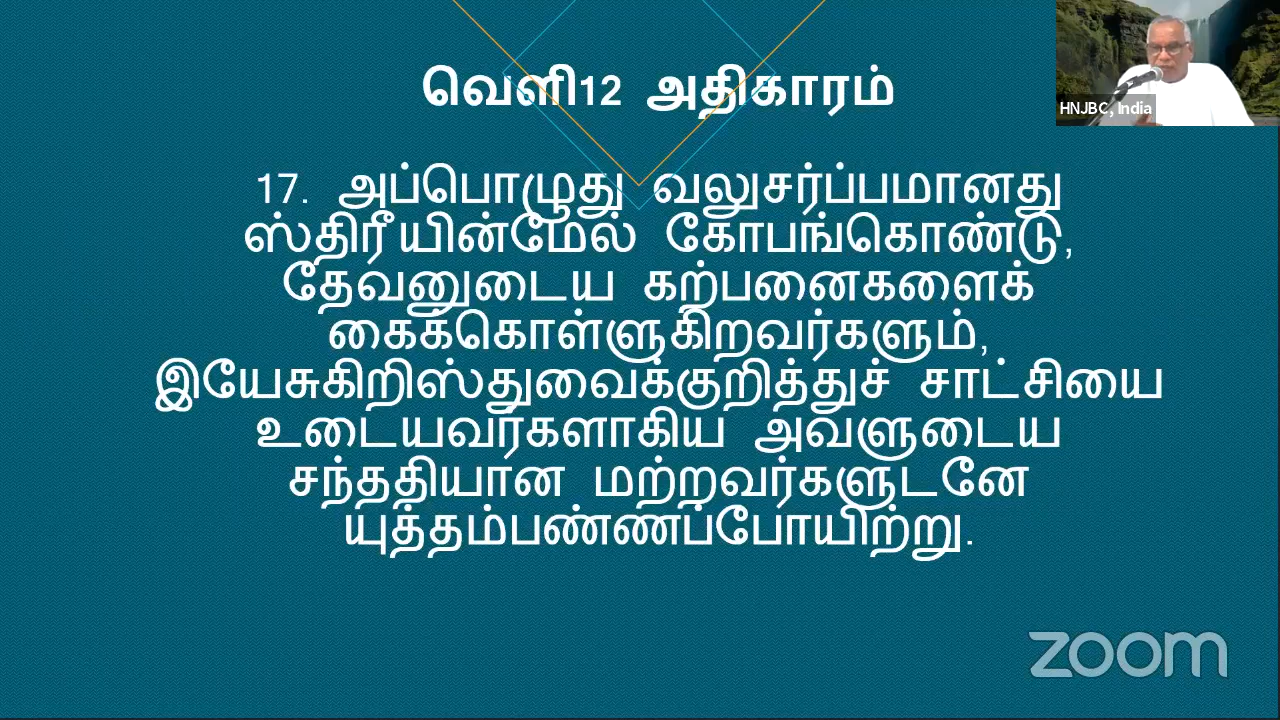 வெளி12 அதிகாரம்
HNJBC, India
17. அப்பொழுது வலுசர்ப்பமானது
ஸ்திரீயின்மேல் கோபங்கொண்டு,
தேவனுடைய கற்பனைகளைக்
கைக்கொள்ளுகிறவர்களும்,
இயேசுகிறிஸ்துவைக்குறித்துச் சாட்சியை
உடையவர்களாகிய அவளுடைய
சந்ததியான மற்றவர்களுடனே
யுத்தம்பண்ணப்போயிற்று.
zoom